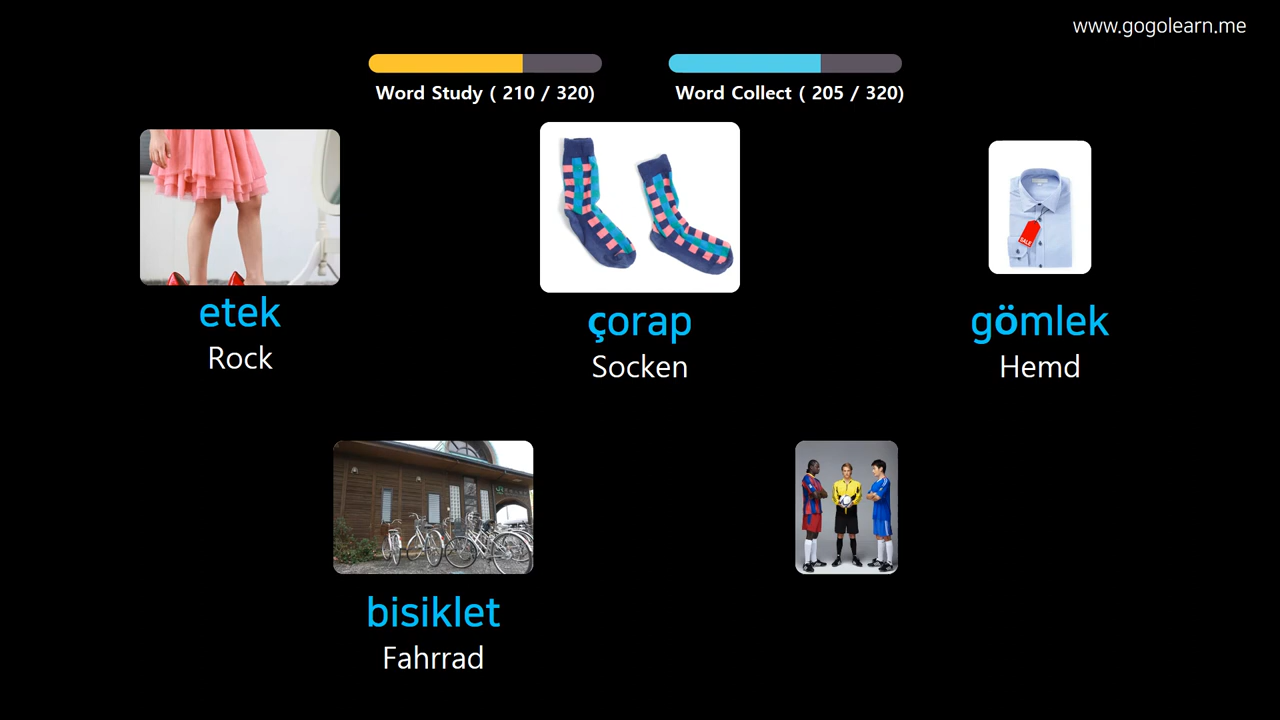 www.gogolearn.me
Word Study ( 210 / 320)
Word Collect ( 205 / 320)
SALE
etek
Rock
çorap
Socken
gömlek
Hemd
bisiklet
Fahrrad